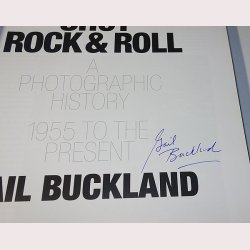 ROCK & ROLL
A
PHOTOGRAPHIC
HISTORY
1955 TO THE
PRESENT
Gail
Buckland
AIL BUCKLAND